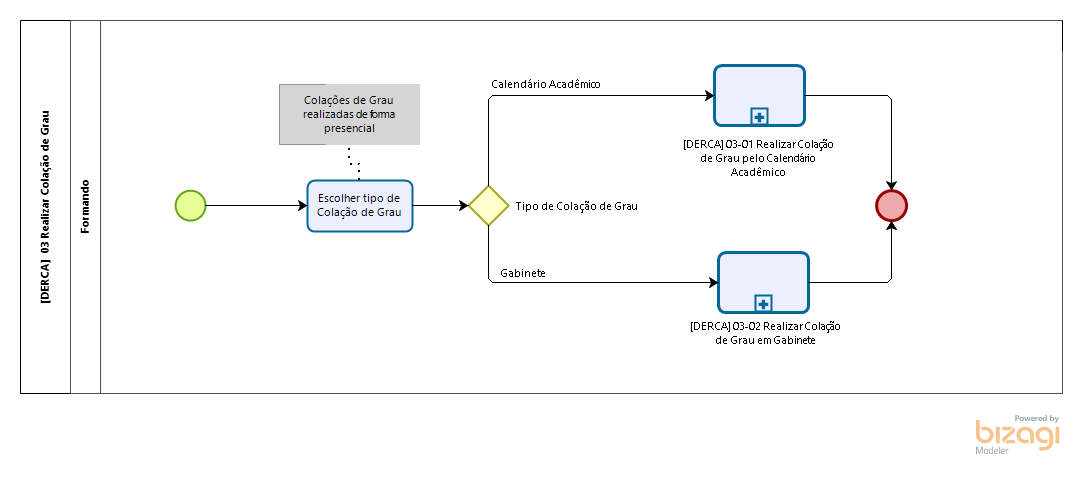 [DERCA] 03 Realizar Colação de Grau
Formando
Colações de Grau
realizadas de forma
presencial
Escolher tipo de
Colação de Grau
Tipo de Colação de Grau
Calendário Acadêmico
[DERCA] 03-01 Realizar Colação
de Grau pelo Calendário
Acadêmico
Gabinete
[DERCA] 03-02 Realizar Colação
de Grau em Gabinete
Powered by
bizagi
Modeler